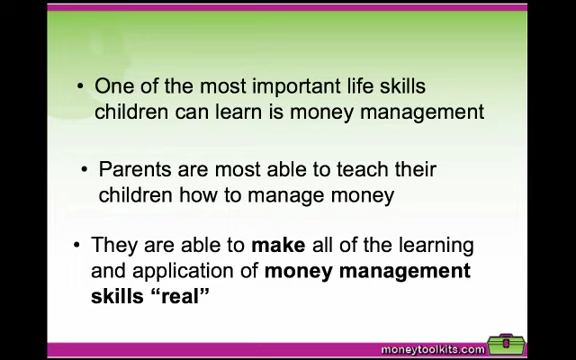 • One of the most important life skills
children can learn is money management
• Parents are most able to teach their
children how to manage money
• They are able to make all of the learning
and application of money management
skills “real”
moneytoolkits.com